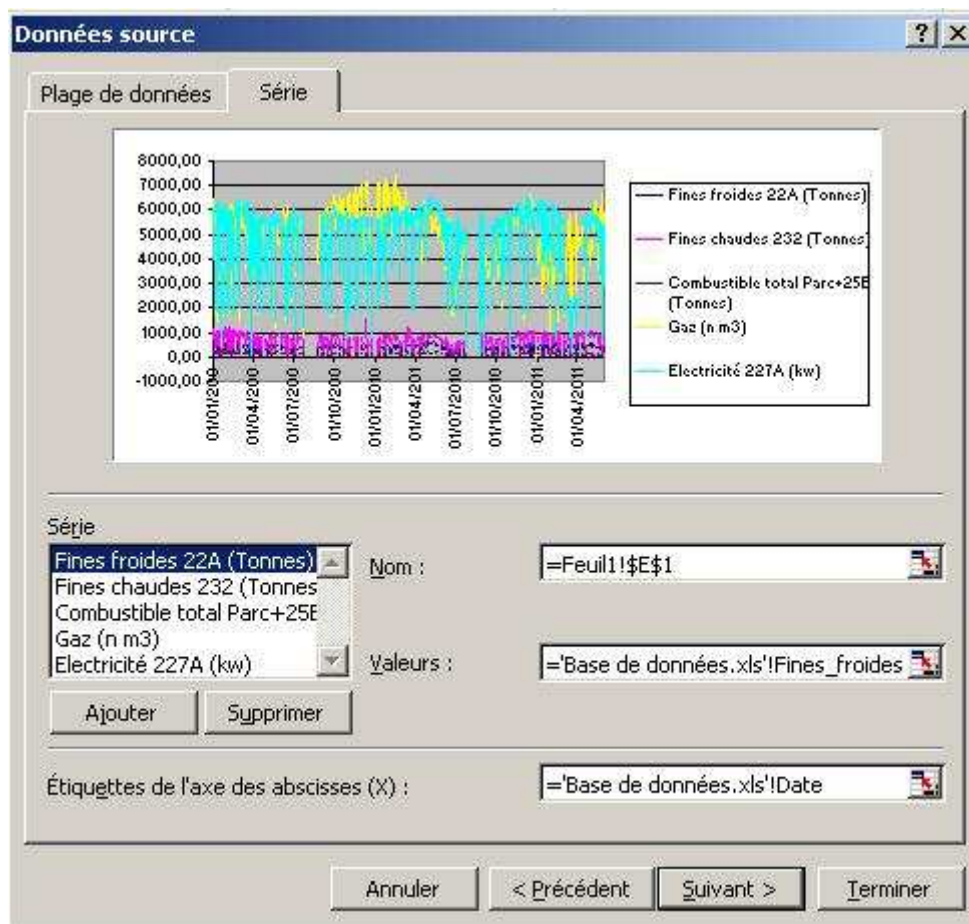 Données source
Plage de données
Série
8000,00
7000,00
6000,00
5000,00
4000,00
3000,00
2000,00
1000,00
0,00
-1000,00
01/01/200
01/04/200
01/07/200
01/10/200
01/01/2010
01/04/2010
01/07/2010
01/10/2010
01/01/2011
01/04/2011
Fines froides 22A (Tonnes)
Fines chaudes 232 (Tonnes)
Combustible total Parc+25E
(Tonnes)
Gaz (n m3)
Electricité 227A (kw)
Série
Fines froides 22A (Tonnes)
Fines chaudes 232 (Tonnes
Combustible total Parc+25E
Gaz (n m3)
Electricité 227A (kw)
Nom :
=Feuil1!$E$1
Valeurs :
='Base de données.xls'!Fines_froides
Ajouter
Supprimer
Étiquettes de l'axe des abscisses (X) :
='Base de données.xls'!Date
Annuler
< Précédent
Suivant >
Terminer